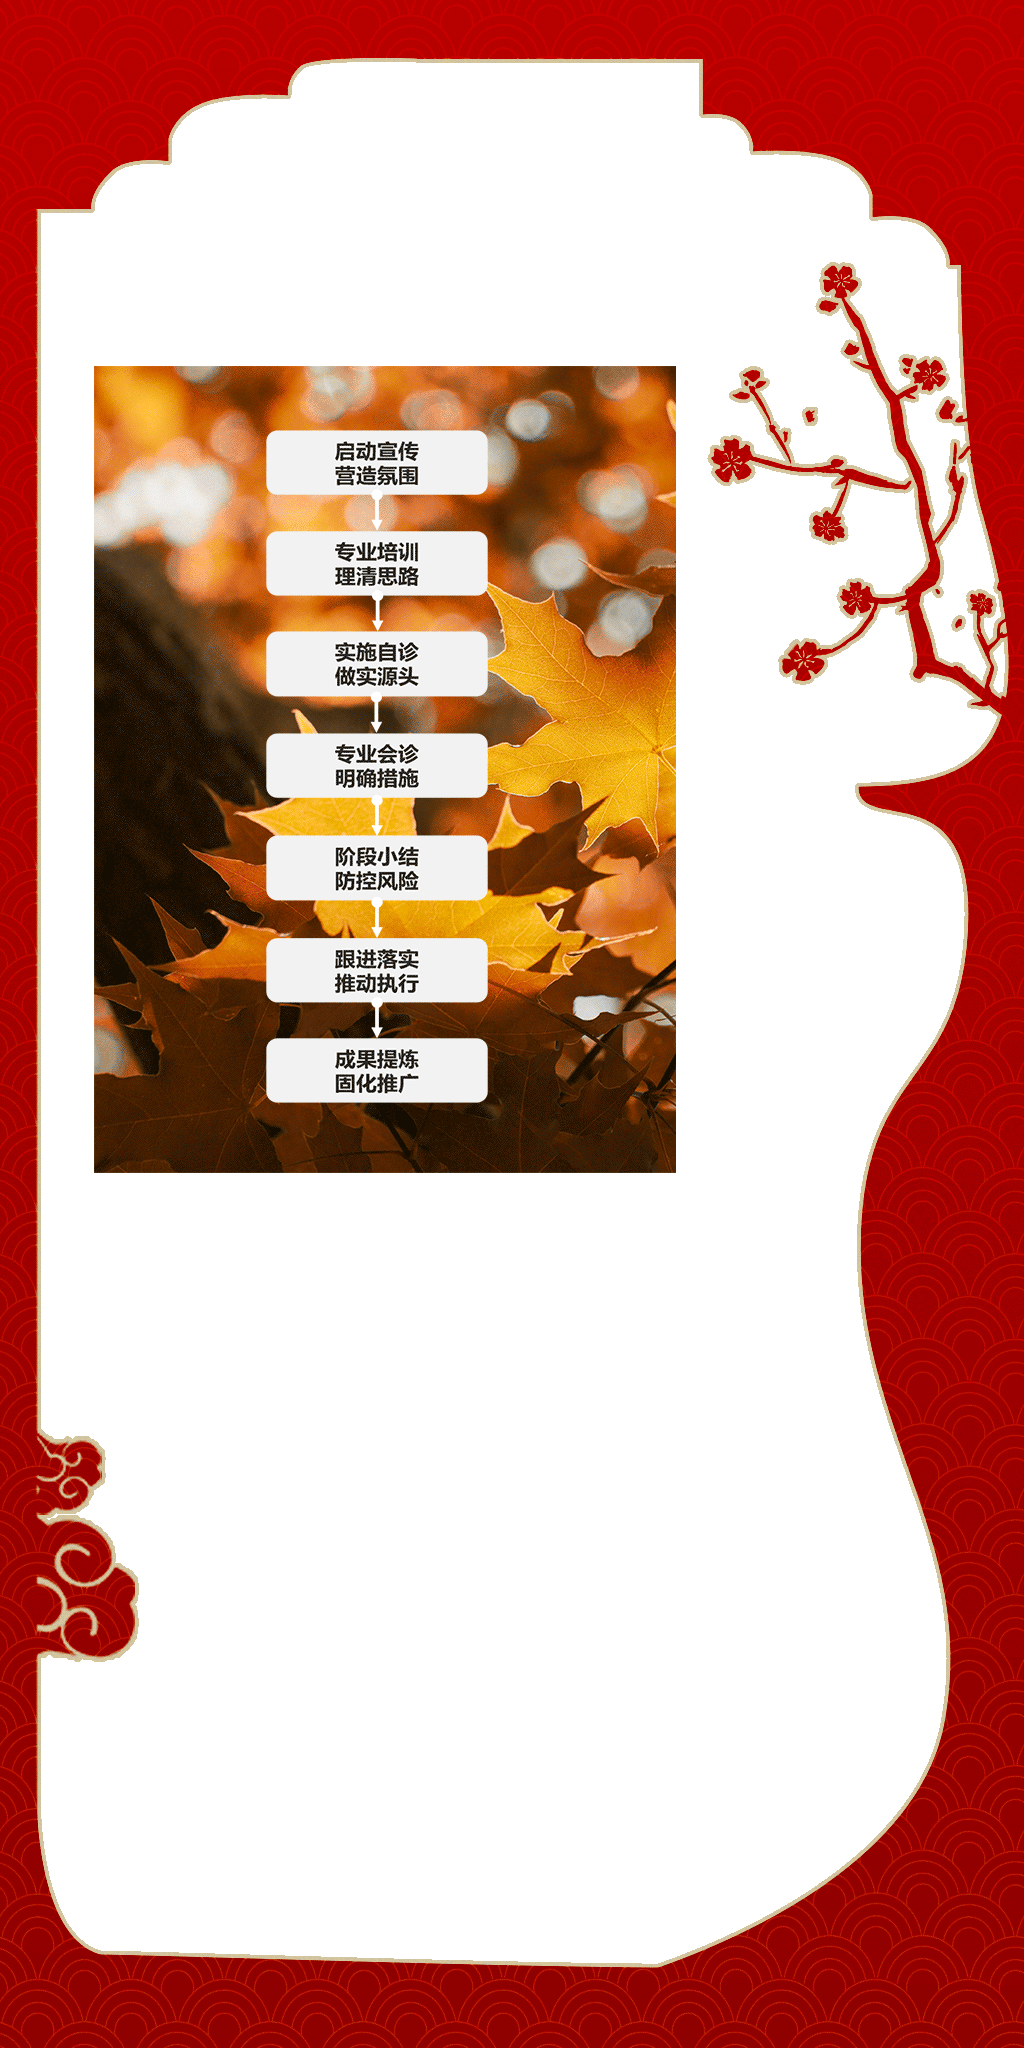 启动宣传
营造氛围
专业培训
理清思路
实施自诊
做实源头
专业会诊
明确措施
阶段小结
防控风险
跟进落实
推动执行
成果提炼
固化推广